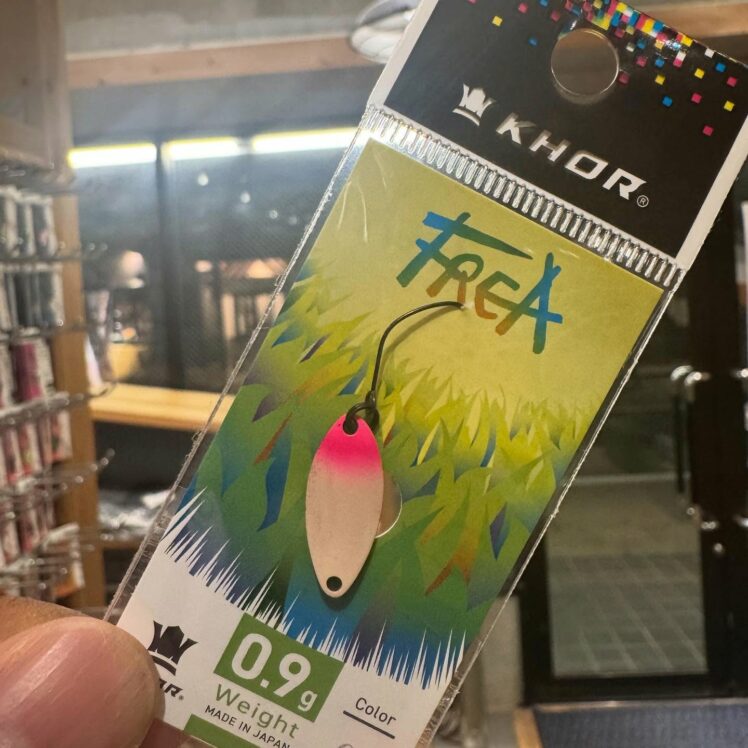 KHOR®
FREA
0.9g
Weight
MADE IN JAPAN
Color